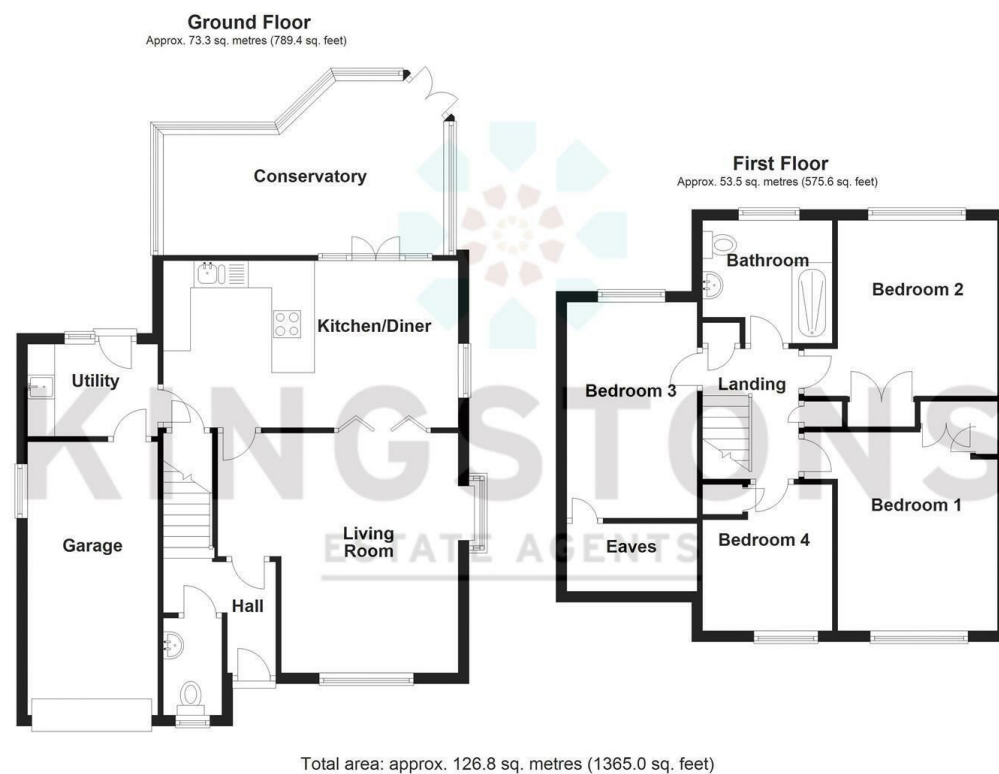 Ground Floor
Approx. 73.3 sq. metres (789.4 sq. feet)
Conservatory
Kitchen/Diner
Utility
Garage
Living
Room
Hall
First Floor
Approx. 53.5 sq. metres (575.6 sq. feet)
Bathroom
Bedroom 2
Bedroom 3
Landing
Bedroom 1
Eaves
Bedroom 4
KINGSTONS
ESTATE AGENTS
Total area: approx. 126.8 sq. metres (1365.0 sq. feet)